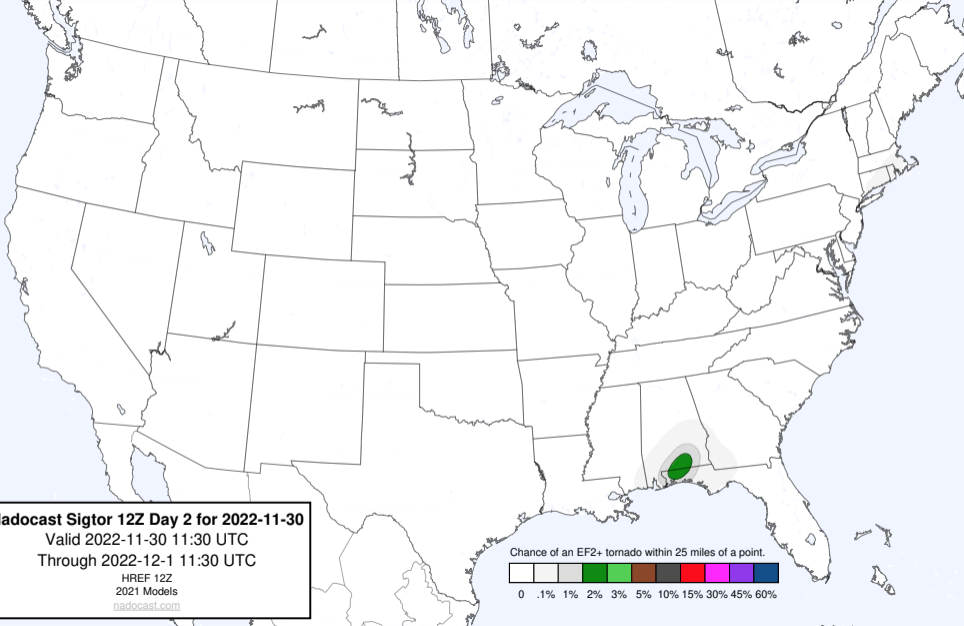 adocast Sigtor 12Z Day 2 for 2022-11-30
Valid 2022-11-30 11:30 UTC
Through 2022-12-1 11:30 UTC
HREF 12Z
2021 Models
nadocast.com
Chance of an EF2+ tornado within 25 miles of a point.
0 .1% 1% 2% 3% 5% 10% 15% 30% 45% 60%